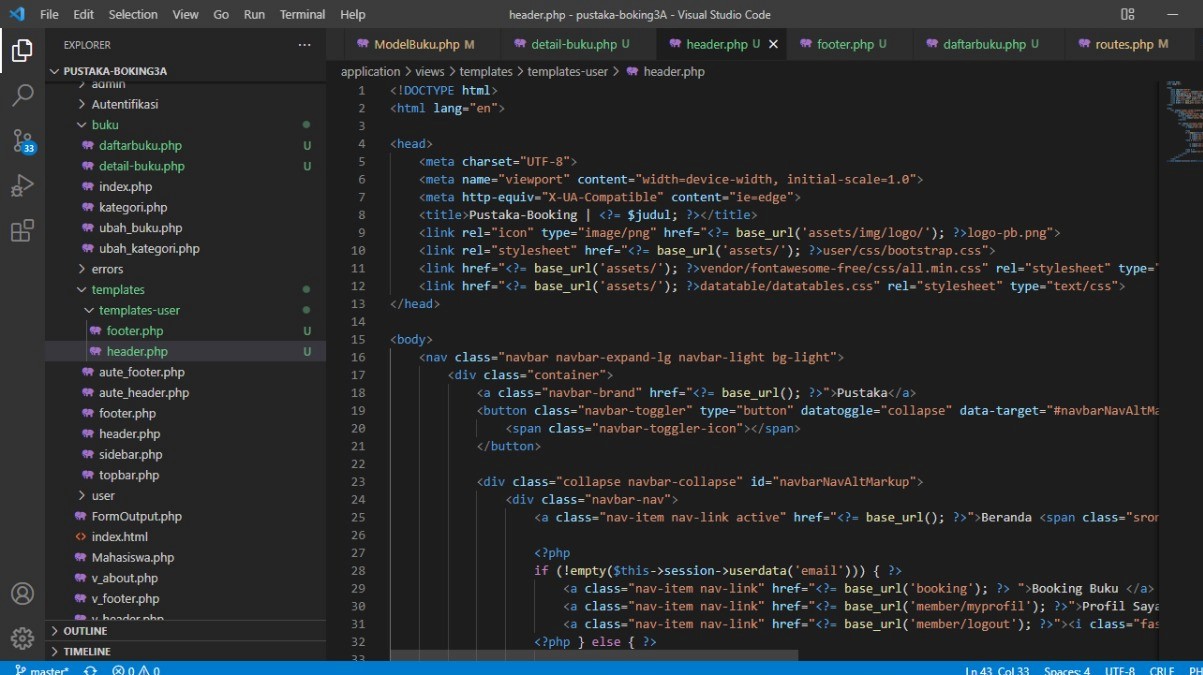 File Edit Selection View Go Run Terminal Help
header.php - pustaka-boking3A - Visual Studio Code
EXPLORER
ModelBuku.php M
detail-buku.php U
header.php U
footer.php U
daftarbuku.php U
routes.php M
PUSTAKA-BOKING3A
application > views > templates > templates-user > header.php
admin
Autentifikasi
buku
daftarbuku.php U
detail-buku.php U
index.php
kategori.php
ubah_buku.php
ubah_kategori.php
errors
templates
templates-user
footer.php U
header.php U
aute_footer.php
aute_header.php
footer.php
header.php
sidebar.php
topbar.php
user
FormOutput.php
index.html
Mahasiswa.php
v_about.php
v_footer.php
v_header.php
OUTLINE
TIMELINE
33
1 <!DOCTYPE html>
2 <html lang="en">
3
4 <head>
5 <meta charset="UTF-8">
6 <meta name="viewport" content="width=device-width, initial-scale=1.0">
7 <meta http-equiv="X-UA-Compatible" content="ie=edge">
8 <title>Pustaka-Booking | <?= $judul; ?></title>
9 <link rel="icon" type="image/png" href="<?= base_url('assets/img/logo/'); ?>logo-pb.png">
10 <link rel="stylesheet" href="<?= base_url('assets/'); ?>user/css/bootstrap.css">
11 <link href="<?= base_url('assets/'); ?>vendor/fontawesome-free/css/all.min.css" rel="stylesheet" type="
12 <link href="<?= base_url('assets/'); ?>datatable/datatables.css" rel="stylesheet" type="text/css">
13 </head>
14
15 <body>
16 <nav class="navbar navbar-expand-lg navbar-light bg-light">
17 <div class="container">
18 <a class="navbar-brand" href="<?= base_url(); ?>">Pustaka</a>
19 <button class="navbar-toggler" type="button" datatoggle="collapse" data-target="#navbarNavAltMa
20 <span class="navbar-toggler-icon"></span>
21 </button>
22
23 <div class="collapse navbar-collapse" id="navbarNavAltMarkup">
24 <div class="navbar-nav">
25 <a class="nav-item nav-link active" href="<?= base_url(); ?>">Beranda <span class="sron
26
27 <?php
28 if (!empty($this->session->userdata('email'))) { ?>
29 <a class="nav-item nav-link" href="<?= base_url('booking'); ?> ">Booking Buku </a>
30 <a class="nav-item nav-link" href="<?= base_url('member/myprofil'); ?>">Profil Saya
31 <a class="nav-item nav-link" href="<?= base_url('member/logout'); ?>"><i class="fas
32 <?php } else { ?>
33
master* 0 0
Ln 43, Col 33 Spaces: 4 UTF-8 CRLF PH